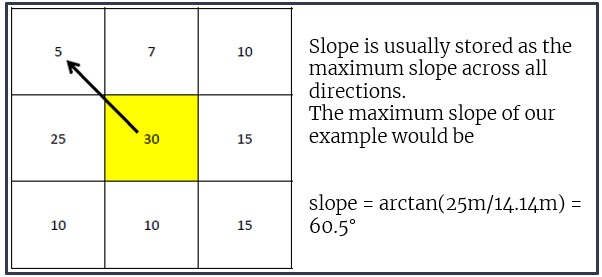 5 7 10
25 30 15
10 10 15
Slope is usually stored as the
maximum slope across all
directions.
The maximum slope of our
example would be
slope = arctan(25m/14.14m) =
60.5°